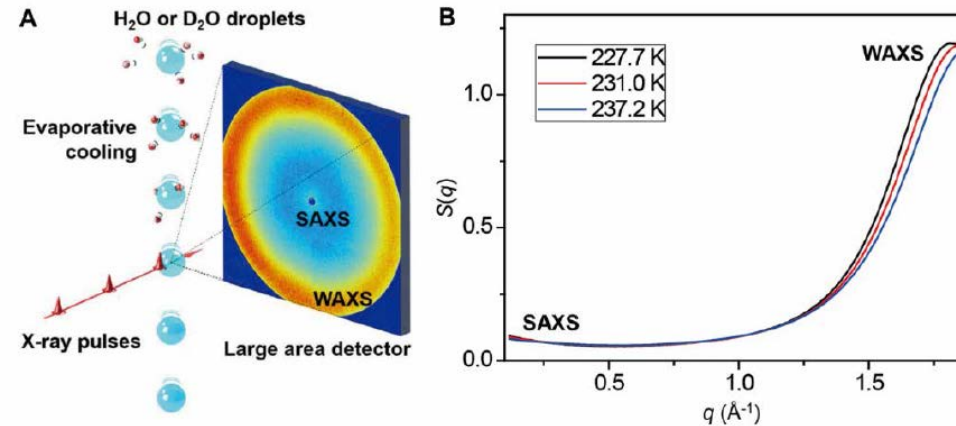 A
H₂O or D₂O droplets
Evaporative
cooling
SAXS
WAXS
X-ray pulses
Large area detector
B
227.7 K
231.0 K
237.2 K
WAXS
SAXS
S(q)
1.0
0.5
0.0
0.5
1.0
1.5
q (Å⁻¹)